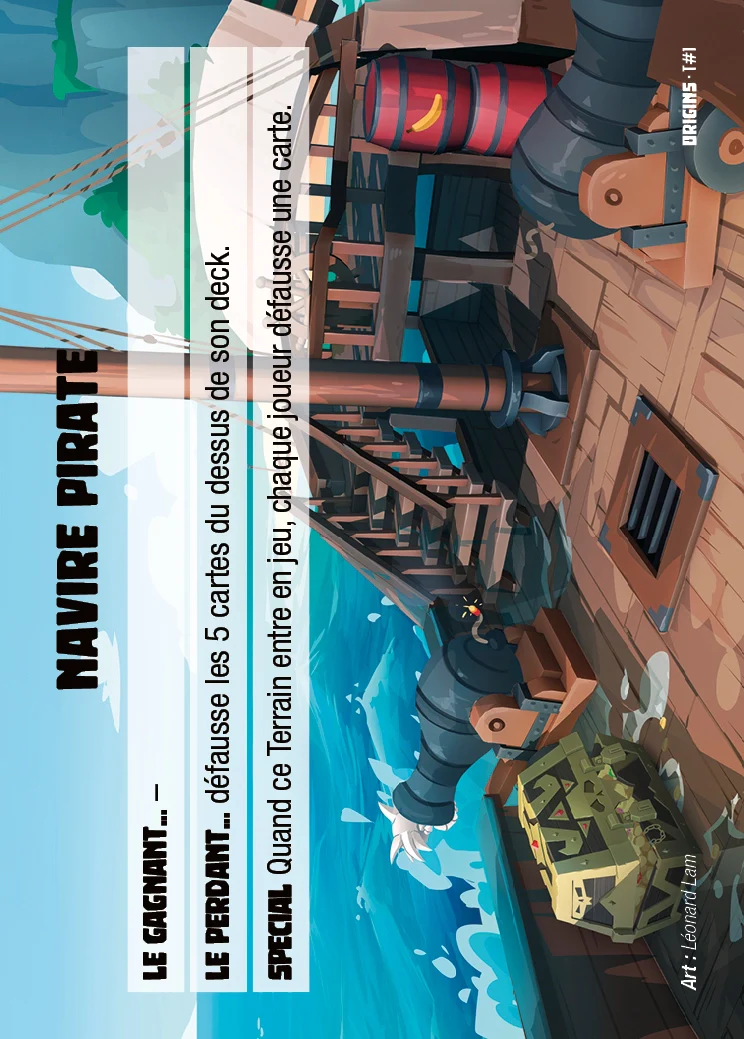 NAVIRE PIRATE
LE GAGNANT... –
LE PERDANT... défausse les 5 cartes du dessus de son deck.
SPECIAL Quand ce Terrain entre en jeu, chaque joueur défausse une carte.
Art : Léonard Lam
ORIGINS · T#1